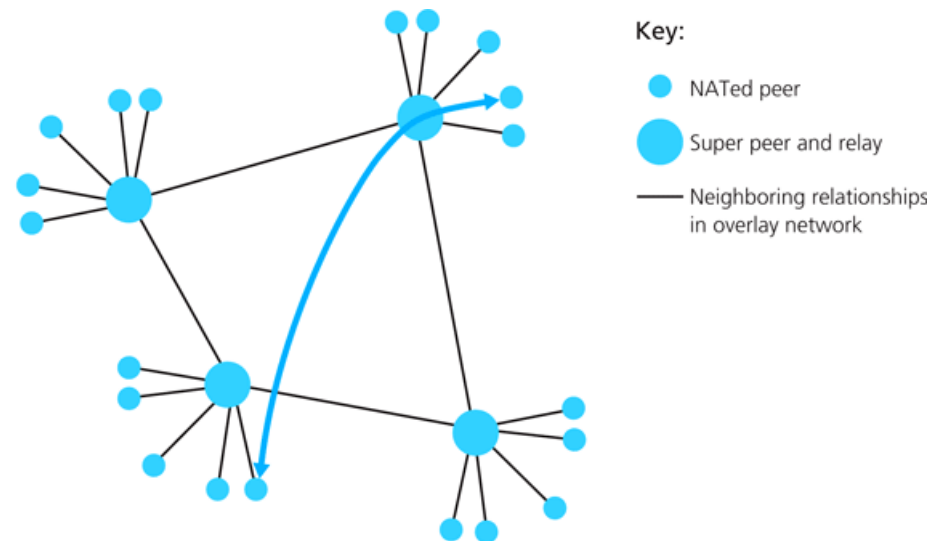 Key:
NATed peer
Super peer and relay
Neighboring relationships
in overlay network